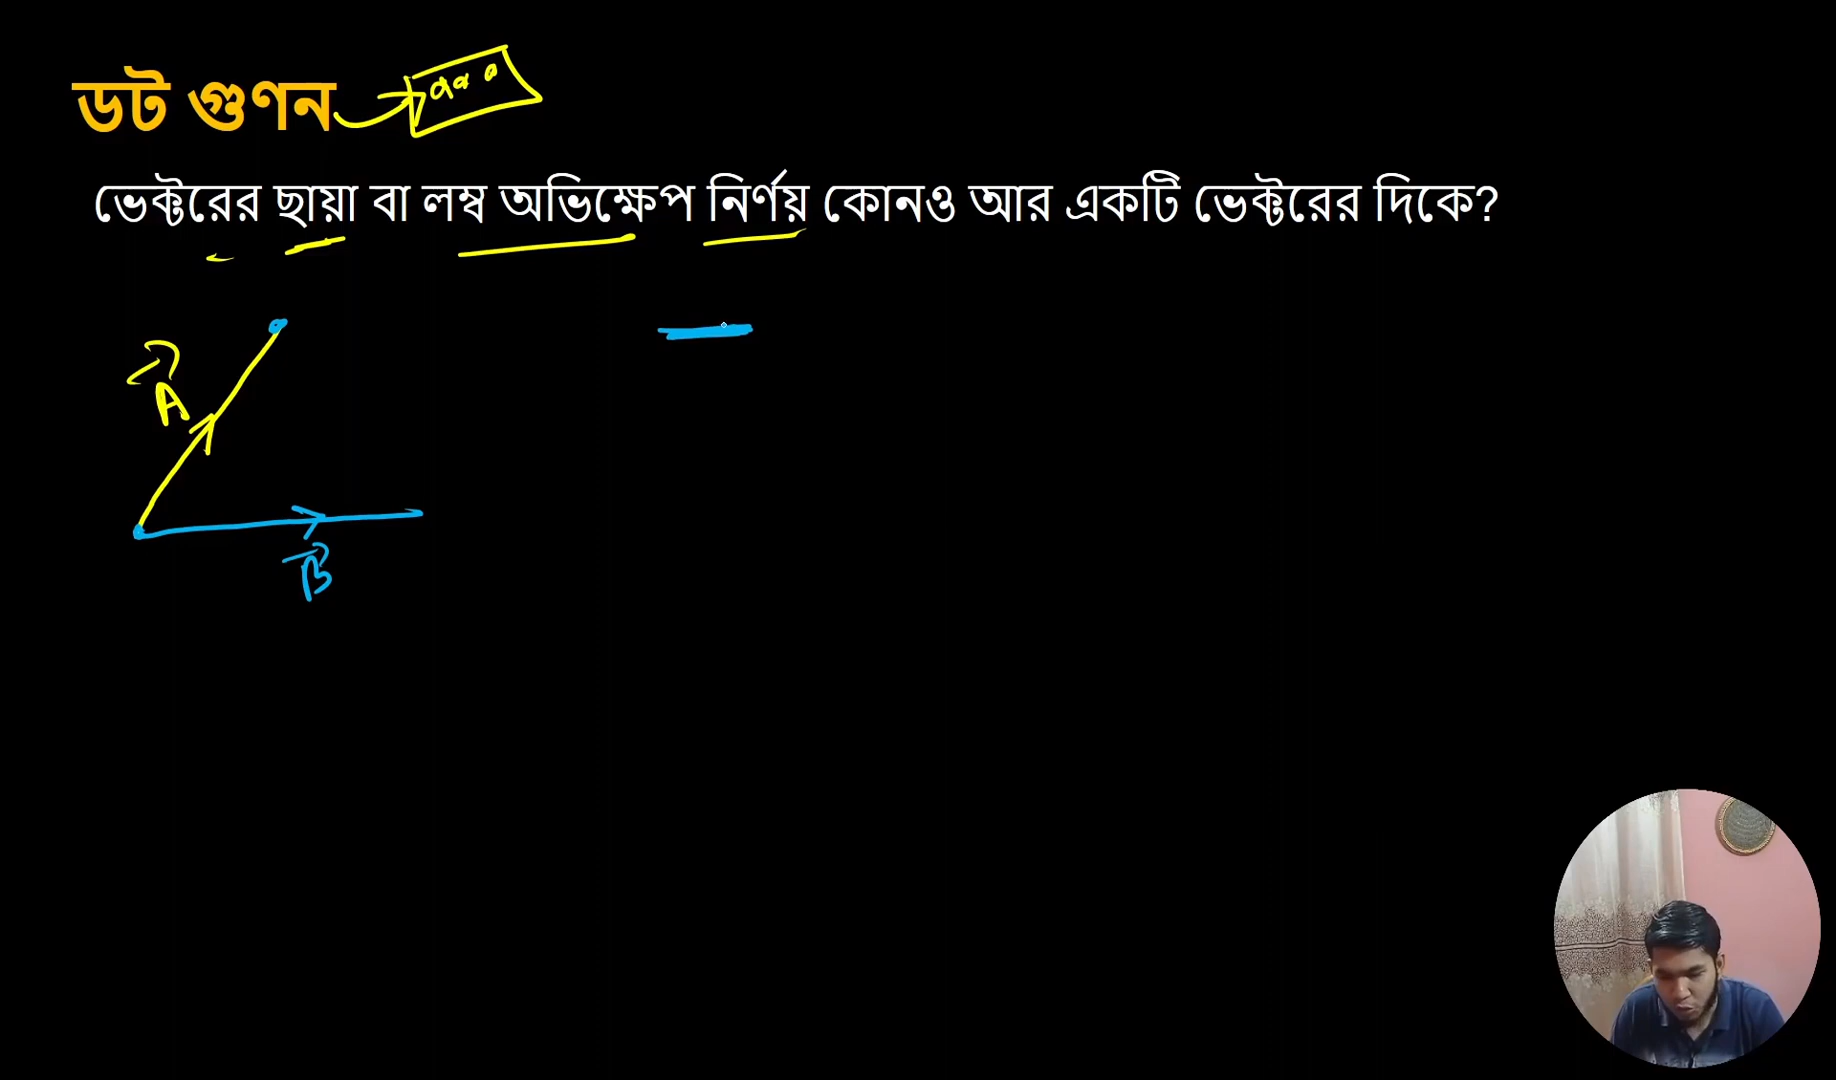 ডট গুণন
ভেক্টরের ছায়া বা লম্ব অভিক্ষেপ নির্ণয় কোনও আর একটি ভেক্টরের দিকে?
A
B